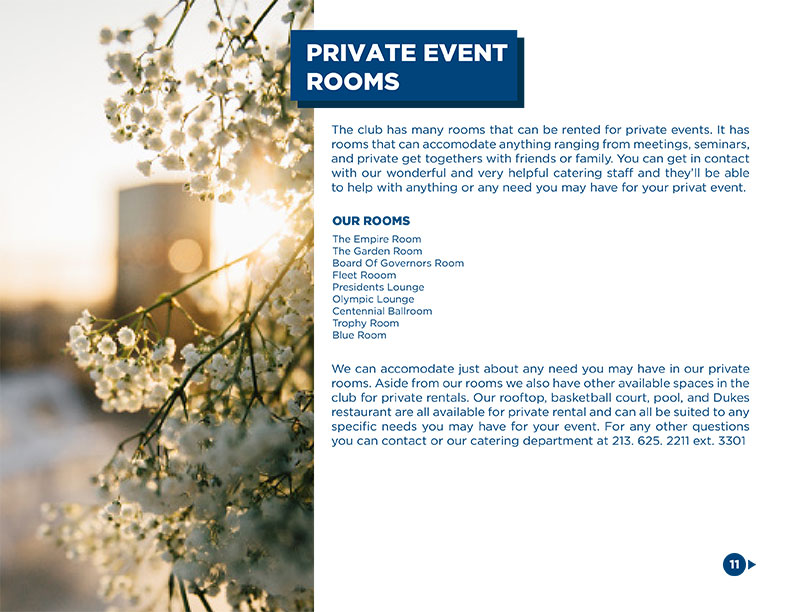 PRIVATE EVENT
ROOMS
The club has many rooms that can be rented for private events. It has
rooms that can accomodate anything ranging from meetings, seminars,
and private get togethers with friends or family. You can get in contact
with our wonderful and very helpful catering staff and they'll be able
to help with anything or any need you may have for your privat event.
OUR ROOMS
The Empire Room
The Garden Room
Board Of Governors Room
Fleet Rooom
Presidents Lounge
Olympic Lounge
Centennial Ballroom
Trophy Room
Blue Room
We can accomodate just about any need you may have in our private
rooms. Aside from our rooms we also have other available spaces in the
club for private rentals. Our rooftop, basketball court, pool, and Dukes
restaurant are all available for private rental and can all be suited to any
specific needs you may have for your event. For any other questions
you can contact or our catering department at 213. 625. 2211 ext. 3301
11